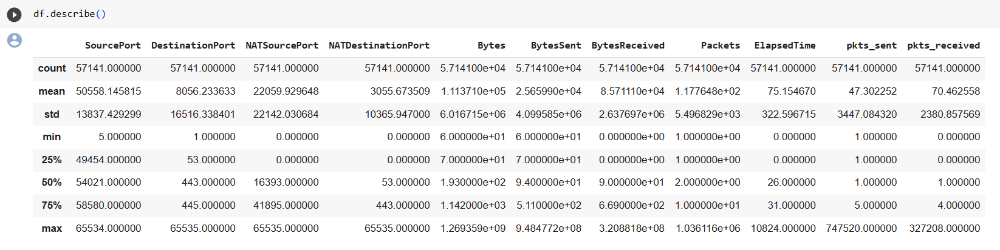 df.describe()
SourcePort DestinationPort NATSourcePort NATDestinationPort Bytes BytesSent BytesReceived Packets ElapsedTime pkts_sent pkts_received
count 57141.000000 57141.000000 57141.000000 57141.000000 5.714100e+04 5.714100e+04 5.714100e+04 5.714100e+04 57141.000000 57141.000000 57141.000000
mean 50558.145815 8056.233633 22059.929648 3055.673509 1.113710e+05 2.565990e+04 8.571110e+04 1.177648e+02 75.154670 47.302252 70.462558
std 13837.429299 16516.338401 22142.030684 10365.947000 6.016715e+06 4.099585e+06 2.637697e+06 5.496829e+03 322.596715 3447.084320 2380.857569
min 5.000000 1.000000 0.000000 0.000000 6.000000e+01 6.000000e+01 0.000000e+00 1.000000e+00 0.000000 1.000000 0.000000
25% 49454.000000 53.000000 0.000000 0.000000 7.000000e+01 7.000000e+01 0.000000e+00 1.000000e+00 0.000000 1.000000 0.000000
50% 54021.000000 443.000000 16393.000000 53.000000 1.930000e+02 9.400000e+01 9.000000e+01 2.000000e+00 26.000000 1.000000 1.000000
75% 58580.000000 445.000000 41895.000000 443.000000 1.142000e+03 5.110000e+02 6.690000e+02 1.000000e+01 31.000000 5.000000 4.000000
max 65534.000000 65535.000000 65535.000000 65535.000000 1.269359e+09 9.484772e+08 3.208818e+08 1.036116e+06 10824.000000 747520.000000 327208.000000